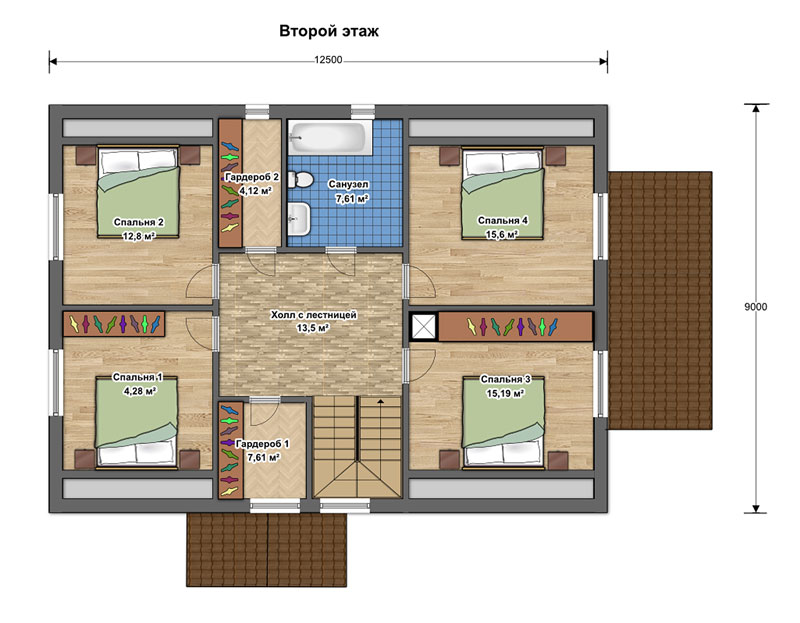 Второй этаж
12500
Гардероб 2
4,12 м²
Санузел
7,61 м²
Спальня 2
12,8 м²
Спальня 4
15,6 м²
9000
Холл с лестницей
13,5 м²
Спальня 1
4,28 м²
Спальня 3
15,19 м²
Гардероб 1
7,61 м²